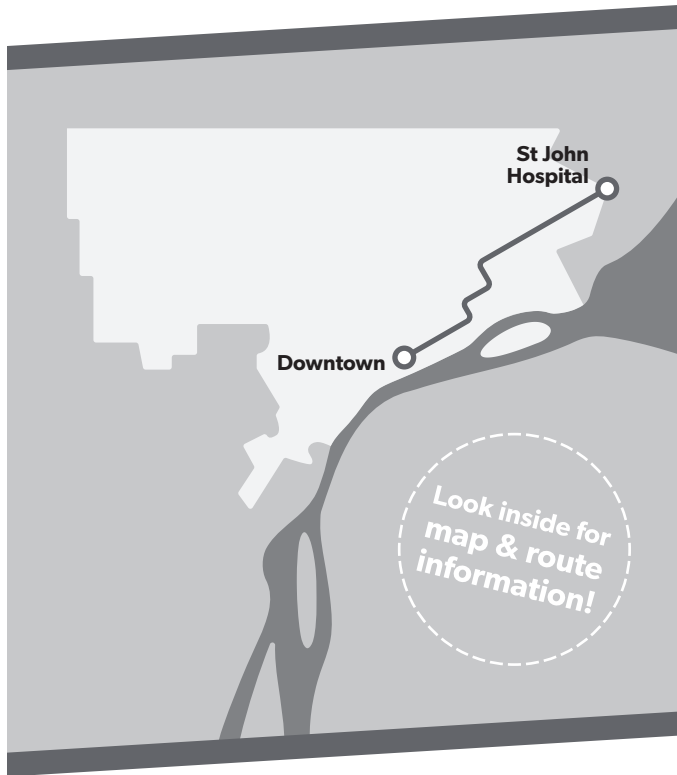 St John
Hospital
Downtown
Look inside for
map & route
information!